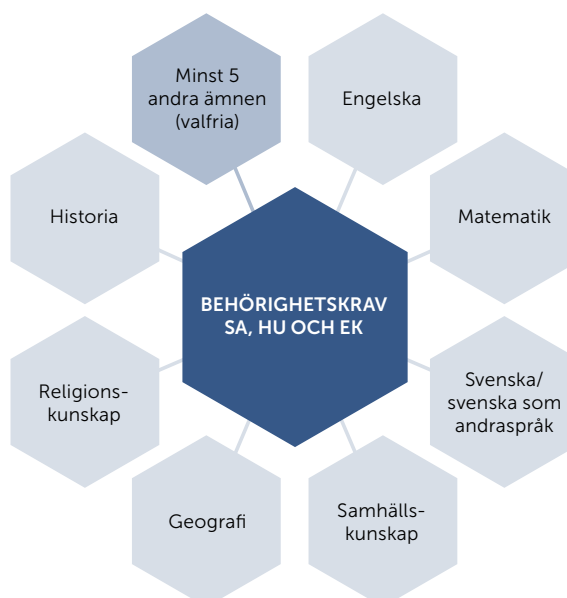 Minst 5
andra ämnen
(valfria)
Engelska
Matematik
Svenska/
svenska som
andraspråk
Samhälls-
kunskap
Geografi
Religions-
kunskap
Historia
BEHÖRIGHETSKRAV
SA, HU OCH EK